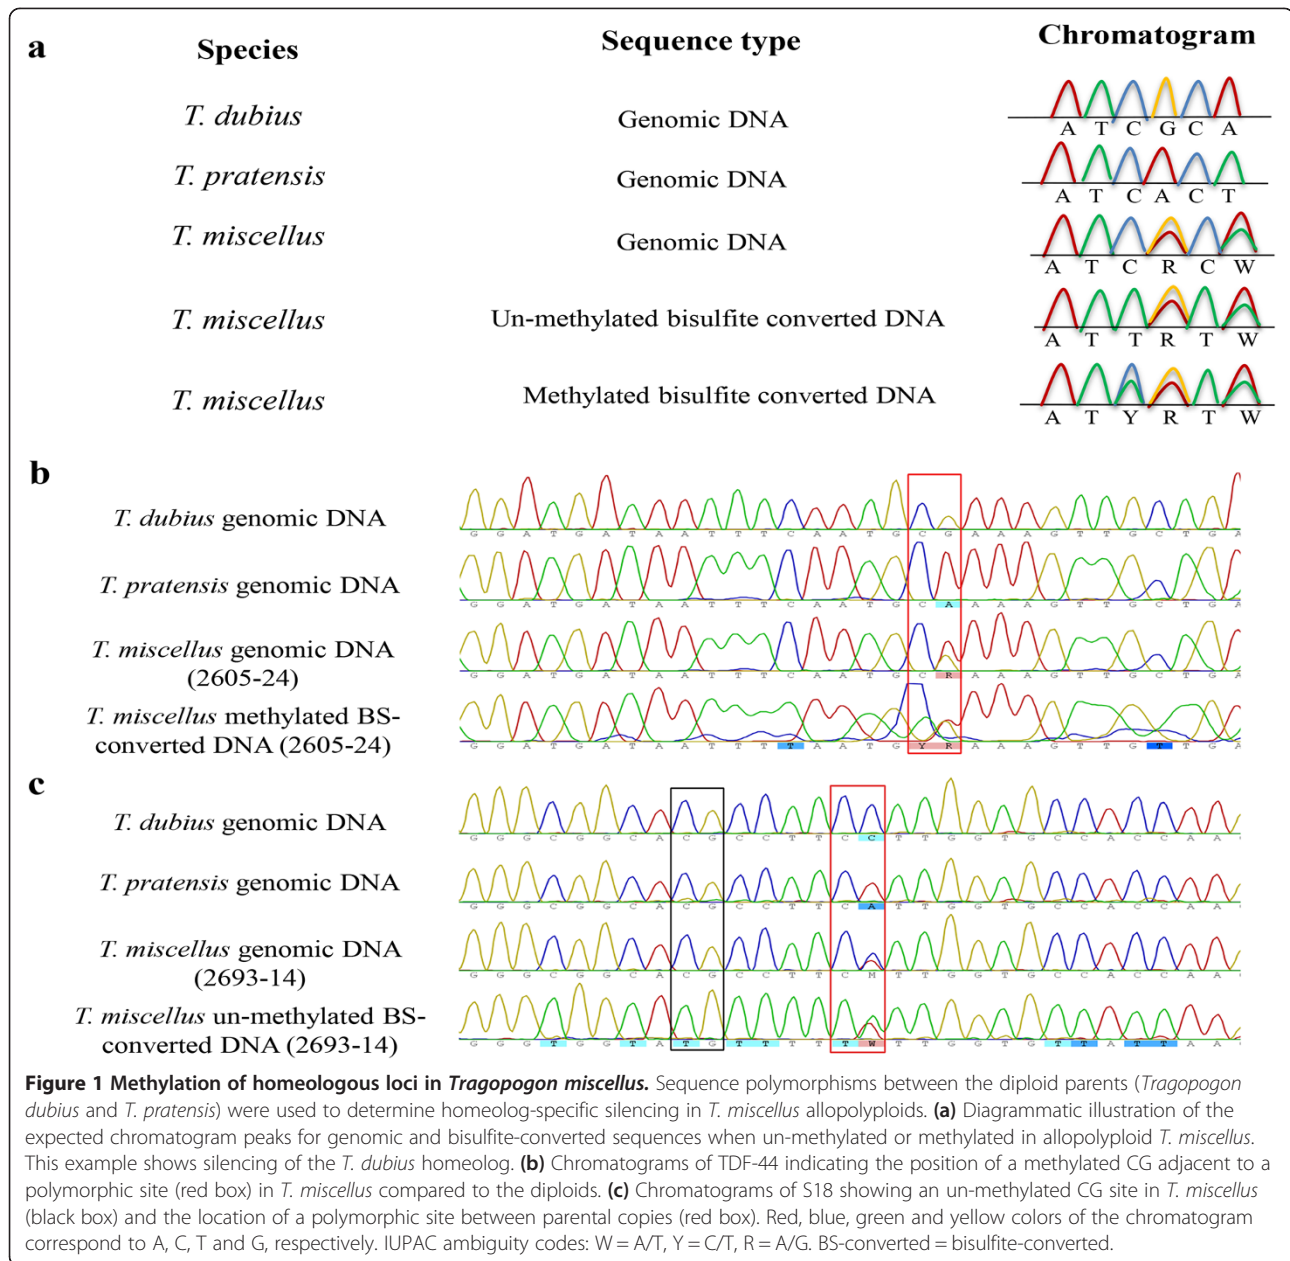 a
Species
Sequence type
Chromatogram
T. dubius
Genomic DNA
A T C G C A
T. pratensis
Genomic DNA
A T C A C T
T. miscellus
Genomic DNA
A T C R C W
T. miscellus
Un-methylated bisulfite converted DNA
A T T R T W
T. miscellus
Methylated bisulfite converted DNA
A T Y R T W
b
T. dubius genomic DNA
G G A T G A T A A T T T C A A T G C G A A A G T T G C T G A
T. pratensis genomic DNA
G G A T G A T A A T T T C A A T G C A A A A G T T G C T G A
T. miscellus genomic DNA
(2605-24)
G G A T G A T A A T T T C A A T G C R A A A G T T G C T G A
T. miscellus methylated BS-
converted DNA (2605-24)
G G A T G A T A A T T T T A A T G Y R A A A G T T G T T G A
c
T. dubius genomic DNA
G G G C G G C A C G C C T T C C T T G G T G C C A C C A A
T. pratensis genomic DNA
G G G C G G C A C G C C T T C A T T G G T G C C A C C A A
T. miscellus genomic DNA
(2693-14)
G G G C G G C A C G C C T T C M T T G G T G C C A C C A A
T. miscellus un-methylated BS-
converted DNA (2693-14)
G G G T G G T A T G T T T T T W T T G G T G T T A T T A A
Figure 1 Methylation of homeologous loci in Tragopogon miscellus. Sequence polymorphisms between the diploid parents (Tragopogon
dubius and T. pratensis) were used to determine homeolog-specific silencing in T. miscellus allopolyploids. (a) Diagrammatic illustration of the
expected chromatogram peaks for genomic and bisulfite-converted sequences when un-methylated or methylated in allopolyploid T. miscellus.
This example shows silencing of the T. dubius homeolog. (b) Chromatograms of TDF-44 indicating the position of a methylated CG adjacent to a
polymorphic site (red box) in T. miscellus compared to the diploids. (c) Chromatograms of S18 showing an un-methylated CG site in T. miscellus
(black box) and the location of a polymorphic site between parental copies (red box). Red, blue, green and yellow colors of the chromatogram
correspond to A, C, T and G, respectively. IUPAC ambiguity codes: W = A/T, Y = C/T, R = A/G. BS-converted = bisulfite-converted.